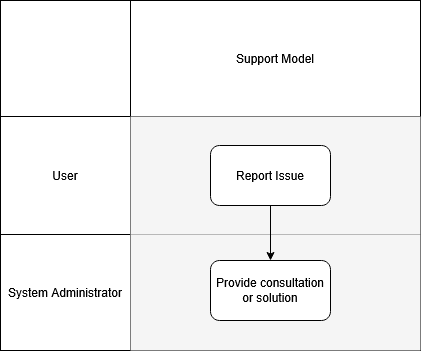 Support Model
User
Report Issue
System Administrator
Provide consultation
or solution